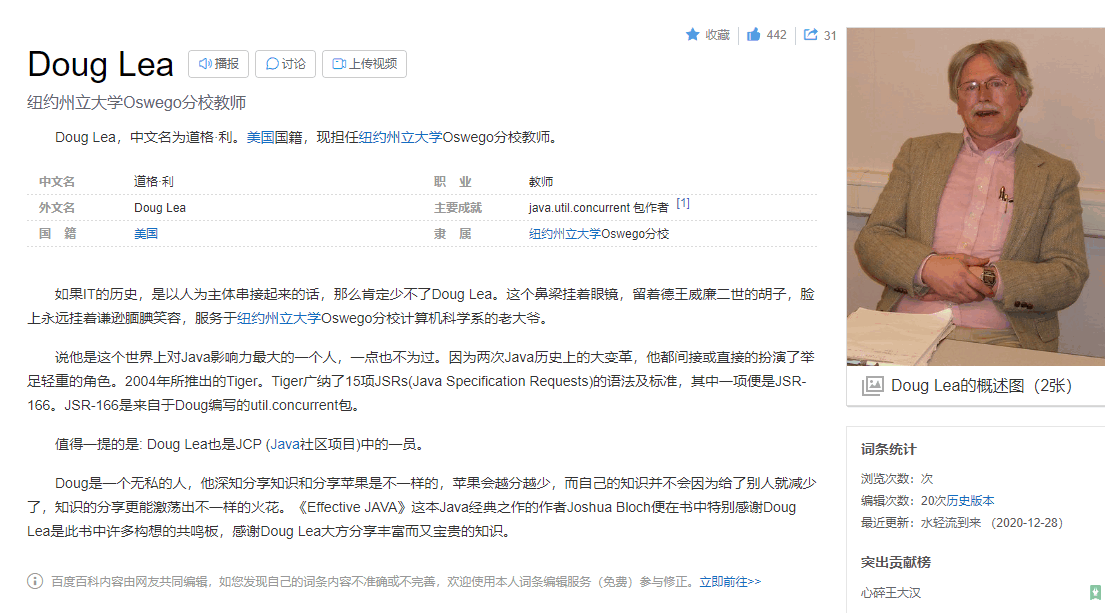 收藏 442 31
Doug Lea 播报 讨论 上传视频
纽约州立大学Oswego分校教师
Doug Lea，中文名为道格·利。美国国籍，现担任纽约州立大学Oswego分校教师。
中文名 道格·利 职 业 教师
外文名 Doug Lea 主要成就 java.util.concurrent 包作者 [1]
国 籍 美国 隶 属 纽约州立大学Oswego分校
如果IT的历史，是以人为主体串接起来的话，那么肯定少不了Doug Lea。这个鼻梁挂着眼镜，留着德王威廉二世的胡子，脸
上永远挂着谦逊腼腆笑容，服务于纽约州立大学Oswego分校计算机科学系的老大爷。
说他是这个世界上对Java影响力最大的一个人，一点也不为过。因为两次Java历史上的大变革，他都间接或直接的扮演了举
足轻重的角色。2004年所推出的Tiger。Tiger广纳了15项JSRs(Java Specification Requests)的语法及标准，其中一项便是JSR-
166。JSR-166是来自于Doug编写的util.concurrent包。
值得一提的是: Doug Lea也是JCP (Java社区项目)中的一员。
Doug是一个无私的人，他深知分享知识和分享苹果是不一样的，苹果会越分越少，而自己的知识并不会因为给了别人就减少
了，知识的分享更能激荡出不一样的火花。《Effective JAVA》这本Java经典之作的作者Joshua Bloch便在书中特别感谢Doug
Lea是此书中许多构想的共鸣板，感谢Doug Lea大方分享丰富而又宝贵的知识。
百度百科内容由网友共同编辑，如您发现自己的词条内容不准确或不完善，欢迎使用本人词条编辑服务（免费）参与修正。立即前往>>
Doug Lea的概述图（2张）
词条统计
浏览次数：次
编辑次数：20次历史版本
最近更新：水轻流到来 （2020-12-28）
突出贡献榜
心碎王大汉